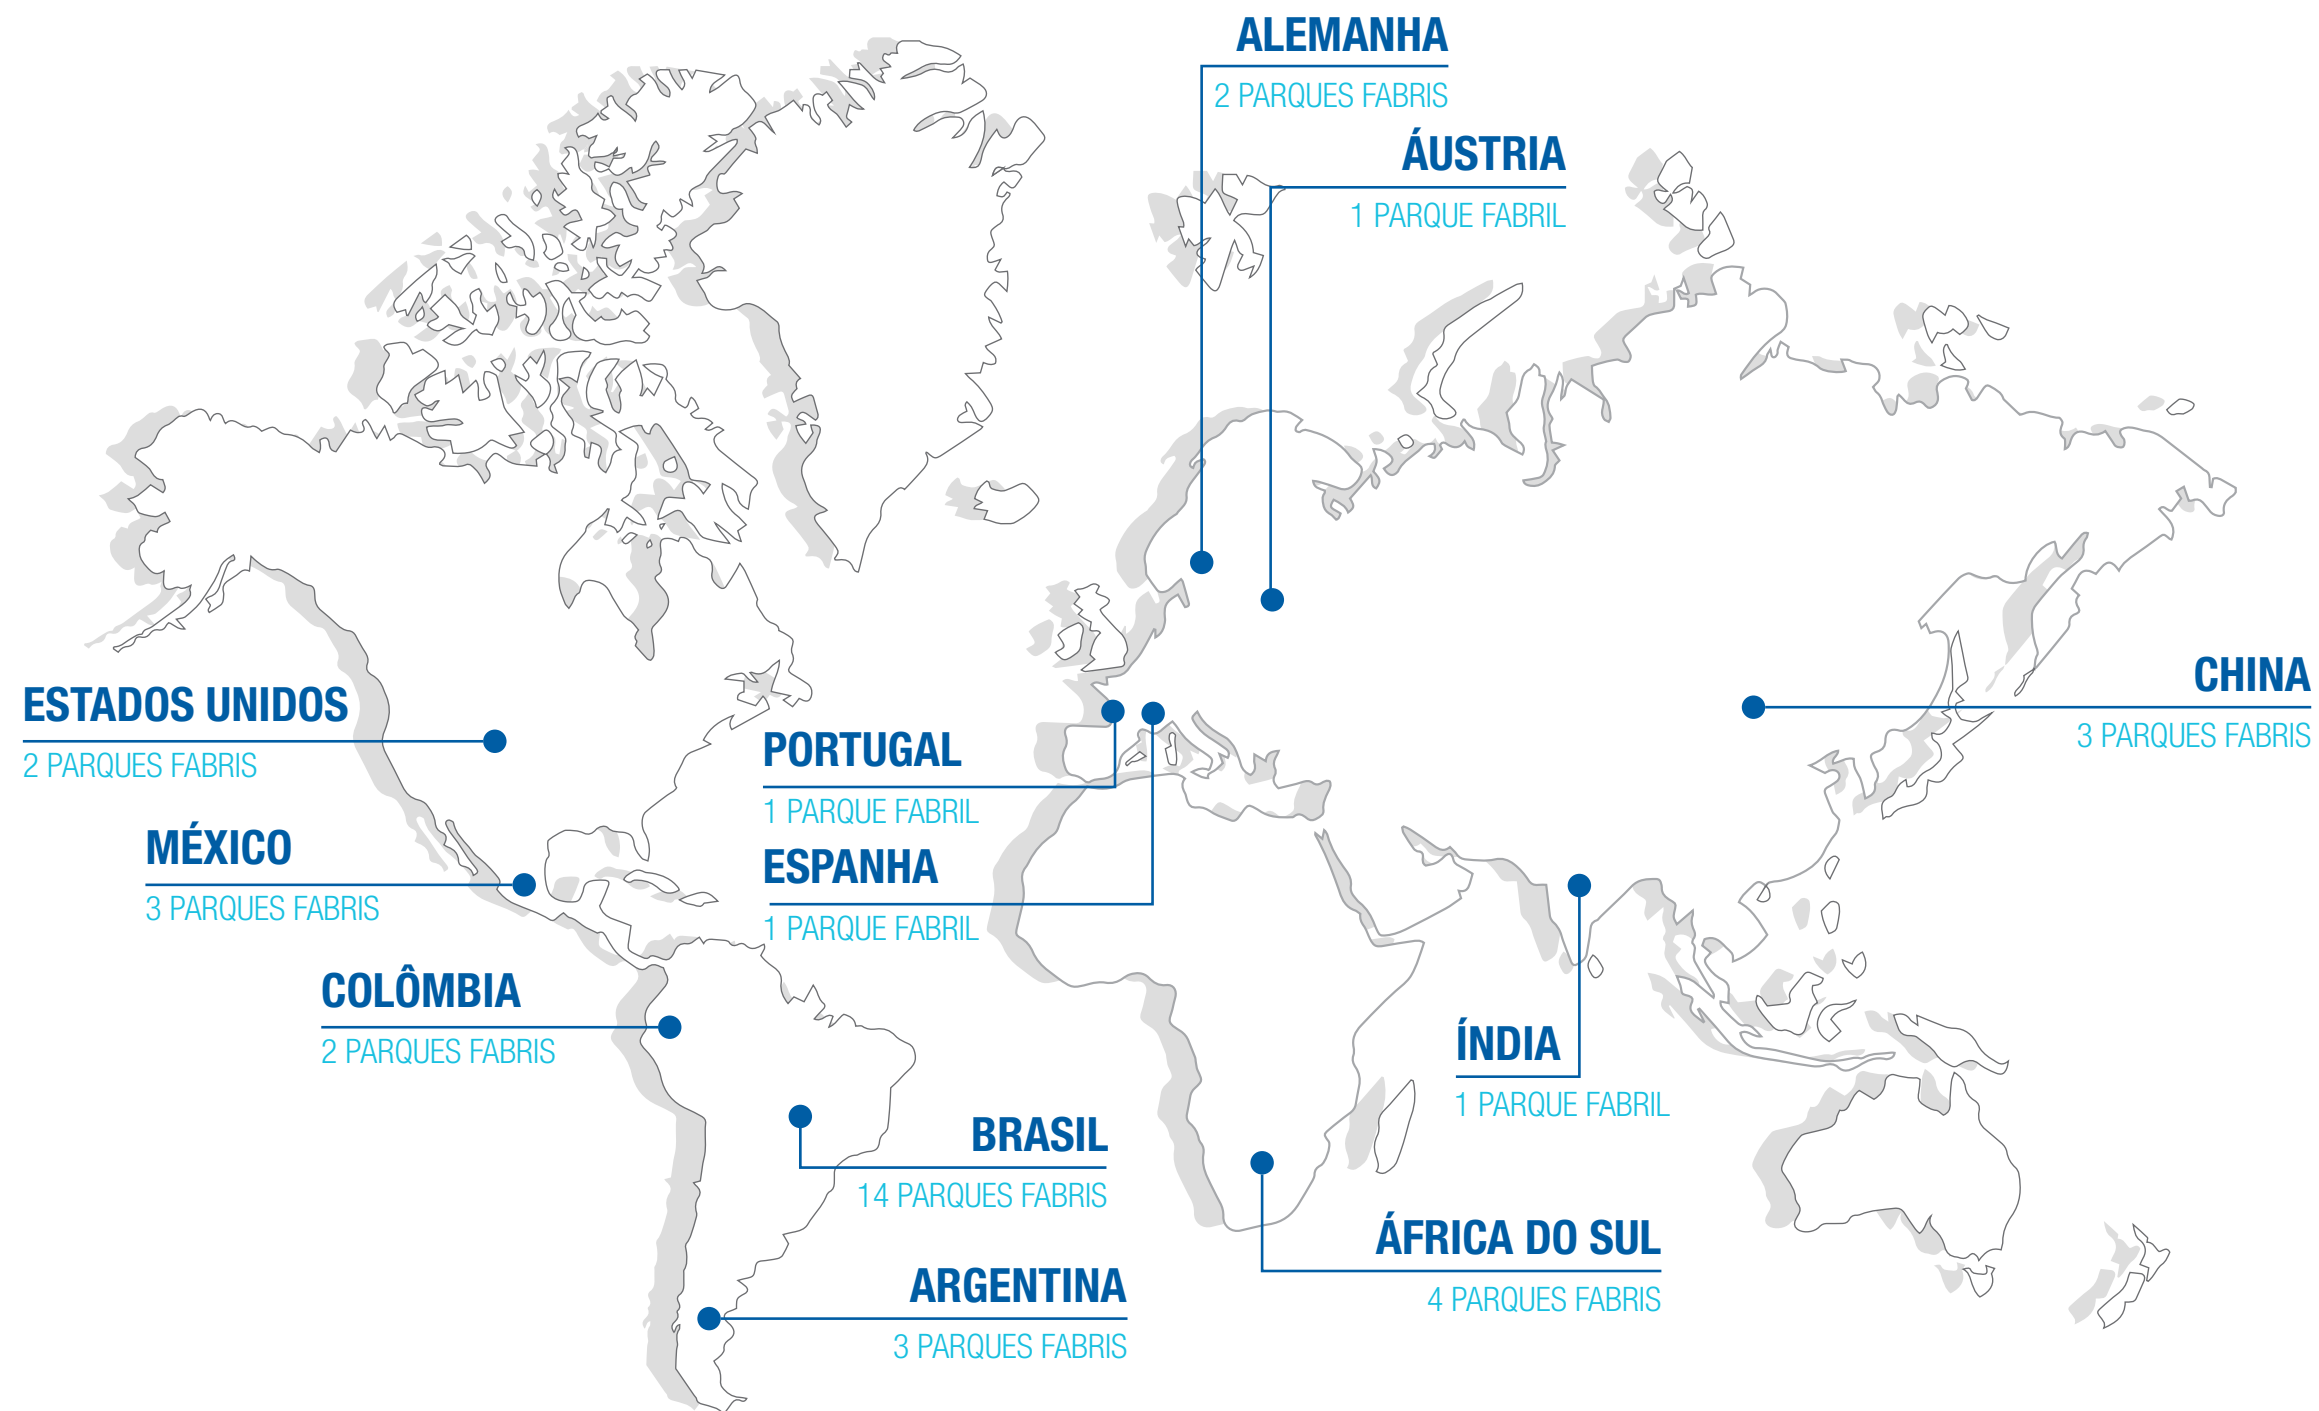 ALEMANHA
2 PARQUES FABRIS
ÁUSTRIA
1 PARQUE FABRIL
ESTADOS UNIDOS
2 PARQUES FABRIS
MÉXICO
3 PARQUES FABRIS
COLÔMBIA
2 PARQUES FABRIS
PORTUGAL
1 PARQUE FABRIL
ESPANHA
1 PARQUE FABRIL
CHINA
3 PARQUES FABRIS
ÍNDIA
1 PARQUE FABRIL
BRASIL
14 PARQUES FABRIS
ÁFRICA DO SUL
4 PARQUES FABRIS
ARGENTINA
3 PARQUES FABRIS